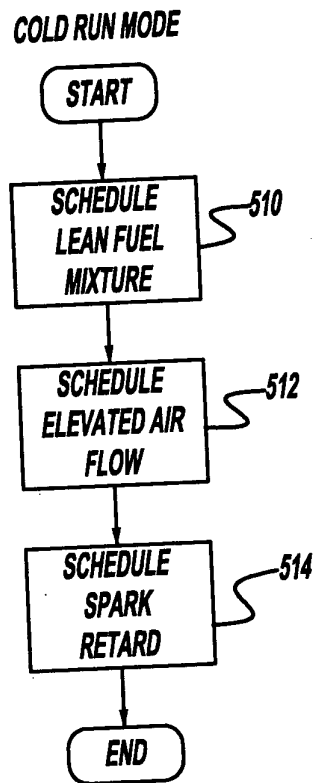 COLD RUN MODE
START
SCHEDULE
LEAN FUEL
MIXTURE
510
SCHEDULE
ELEVATED AIR
FLOW
512
SCHEDULE
SPARK
RETARD
514
END